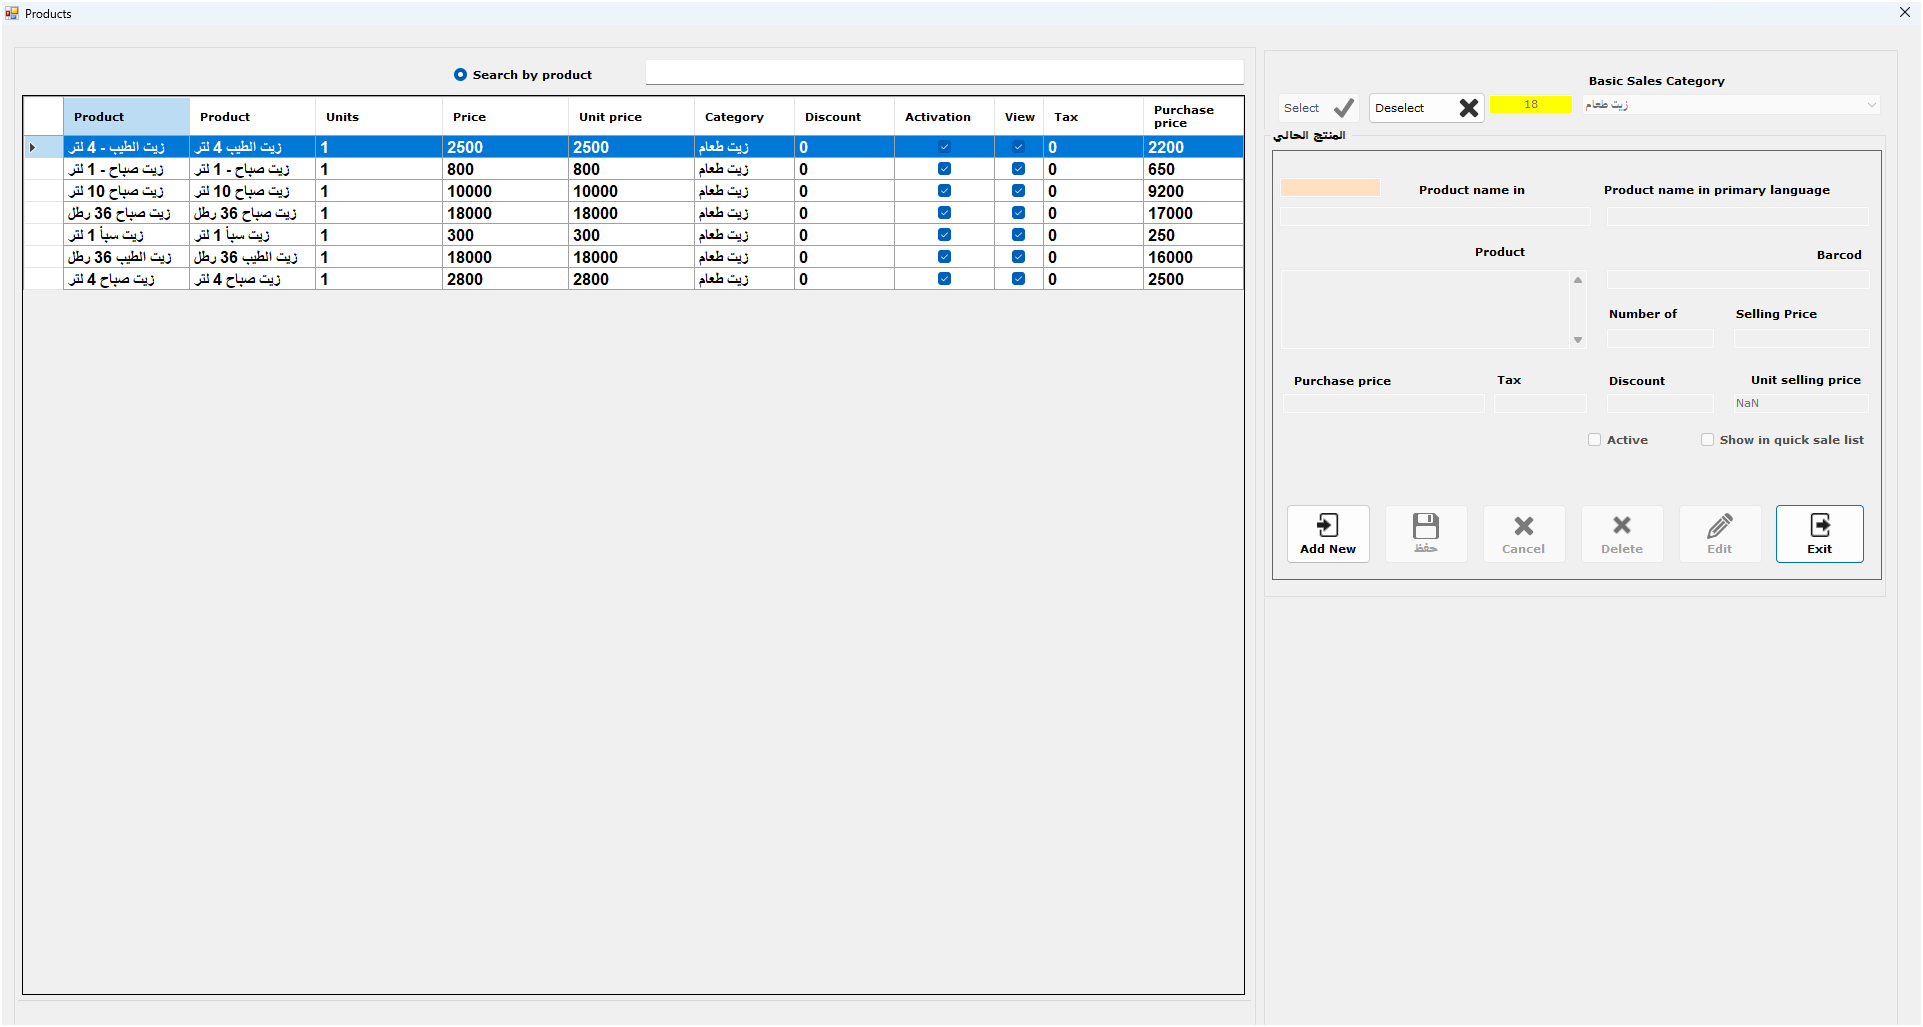 Products
Search by product
Product Product Units Price Unit price Category Discount Activation View Tax Purchase price
زيت الطيب - 4 لتر زيت الطيب 4 لتر 1 2500 2500 زيت طعام 0 0 2200
زيت صباح - 1 لتر زيت صباح - 1 لتر 1 800 800 زيت طعام 0 0 650
زيت صباح 10 لتر زيت صباح 10 لتر 1 10000 10000 زيت طعام 0 0 9200
زيت صباح 36 رطل زيت صباح 36 رطل 1 18000 18000 زيت طعام 0 0 17000
زيت سبأ 1 لتر زيت سبأ 1 لتر 1 300 300 زيت طعام 0 0 250
زيت الطيب 36 رطل زيت الطيب 36 رطل 1 18000 18000 زيت طعام 0 0 16000
زيت صباح 4 لتر زيت صباح 4 لتر 1 2800 2800 زيت طعام 0 0 2500
Basic Sales Category
Select Deselect 18 زيت طعام
المنتج الحالي
Product name in Product name in primary language
Product Barcod
Number of Selling Price
Purchase price Tax Discount Unit selling price
NaN
Active Show in quick sale list
Add New حفظ Cancel Delete Edit Exit